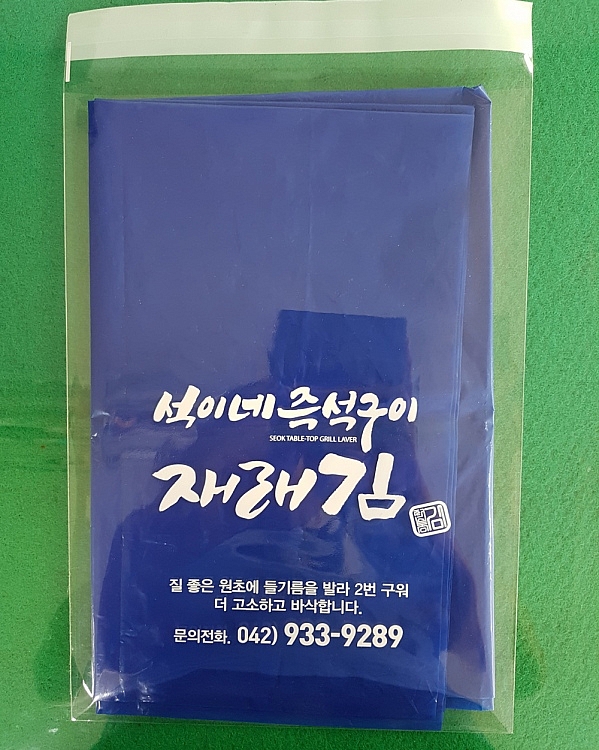 석이네 즉석구이
SEOK TABLE-TOP GRILL LAVER
재래김
질 좋은 원초에 들기름을 발라 2번 구워
더 고소하고 바삭합니다.
문의전화. 042) 933-9289